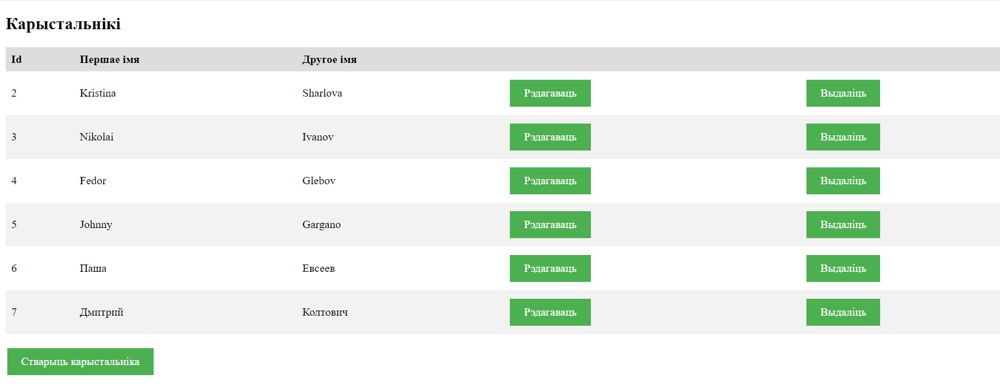 Карыстальнікі
Id Першае імя Другое імя
2 Kristina Sharlova Рэдагаваць Выдаліць
3 Nikolai Ivanov Рэдагаваць Выдаліць
4 Fedor Glebov Рэдагаваць Выдаліць
5 Johnny Gargano Рэдагаваць Выдаліць
6 Паша Евсеев Рэдагаваць Выдаліць
7 Дмитрий Колтович Рэдагаваць Выдаліць
Стварыць карыстальніка